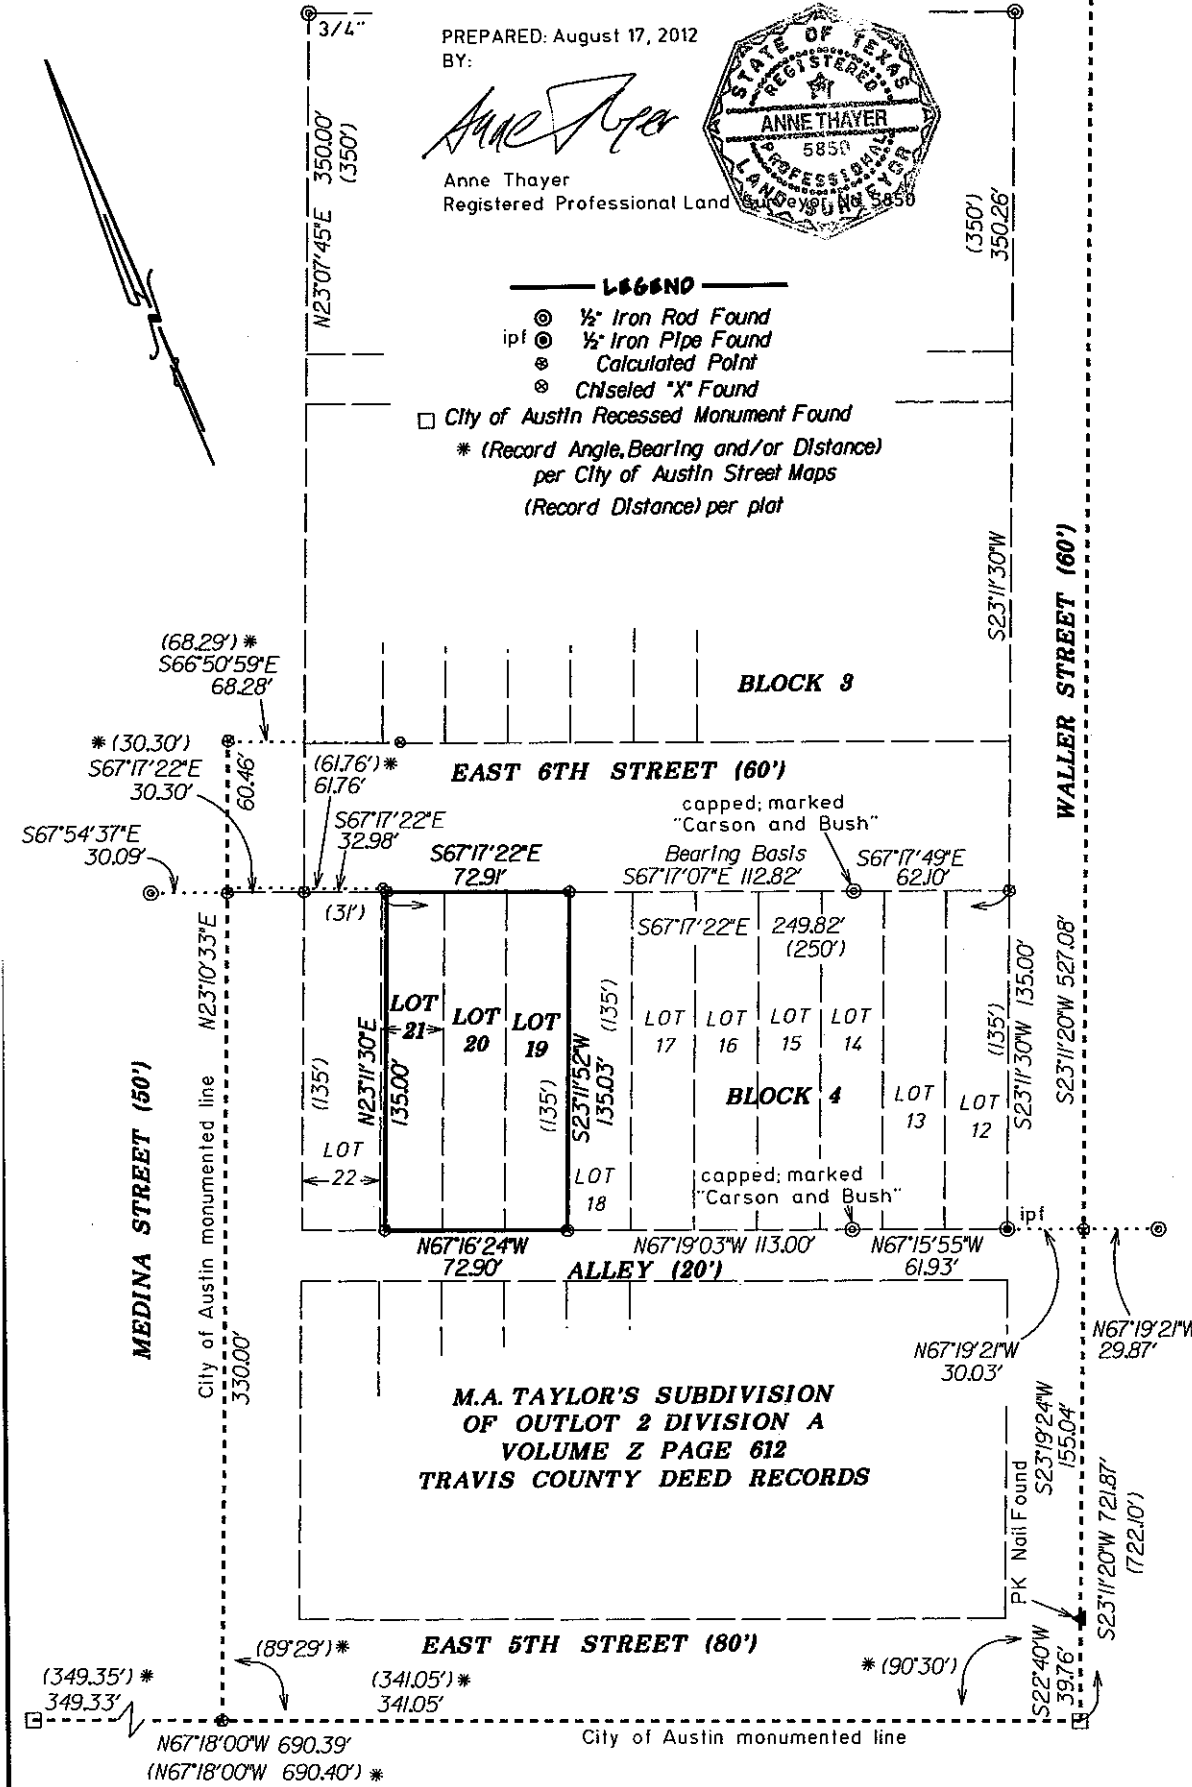 3/4"
PREPARED: August 17, 2012
BY:
Anne Thayer
STATE OF TEXAS
REGISTERED
ANNE THAYER
5850
PROFESSIONAL
LAND SURVEYOR
Anne Thayer
Registered Professional Land Surveyor, No. 5850
N23°07'45"E 350.00'
(350')
(350')
350.26'
LEGEND
1/2" Iron Rod Found
ipf 1/2" Iron Pipe Found
Calculated Point
Chiseled "X" Found
City of Austin Recessed Monument Found
* (Record Angle, Bearing and/or Distance)
per City of Austin Street Maps
(Record Distance) per plat
S23°11'30"W
WALLER STREET (60')
(68.29') *
S66°50'59"E
68.28'
BLOCK 3
* (30.30')
S67°17'22"E
30.30'
60.46'
(61.76') *
61.76'
EAST 6TH STREET (60')
S67°54'37"E
30.09'
S67°17'22"E
32.98'
capped; marked
"Carson and Bush"
S67°17'22"E
72.91'
Bearing Basis
S67°17'07"E 112.82'
S67°17'49"E
62.10'
(31')
S67°17'22"E 249.82'
(250')
N23°10'33"E
LOT
21
LOT
20
LOT
19
(135')
LOT
17
LOT
16
LOT
15
LOT
14
(135')
S23°11'30"W 135.00'
S23°11'20"W 527.08'
MEDINA STREET (50')
City of Austin monumented line
(135')
N23°11'30"E
135.00'
(135')
S23°11'52"W
135.03'
BLOCK 4
LOT
13
LOT
12
LOT
22
LOT
18
capped; marked
"Carson and Bush"
ipf
N67°16'24"W
72.90'
N67°19'03"W 113.00'
N67°15'55"W
61.93'
ALLEY (20')
330.00'
N67°19'21"W
30.03'
N67°19'21"W
29.87'
M.A. TAYLOR'S SUBDIVISION
OF OUTLOT 2 DIVISION A
VOLUME Z PAGE 612
TRAVIS COUNTY DEED RECORDS
S23°19'24"W
155.04'
PK Nail Found
S23°11'20"W 721.87'
(722.10')
EAST 5TH STREET (80')
(89°29') *
* (90°30')
S22°40'W
39.76'
(349.35') *
349.33'
(341.05') *
341.05'
City of Austin monumented line
N67°18'00"W 690.39'
(N67°18'00"W 690.40') *